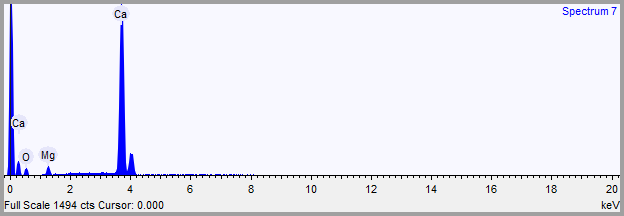 Spectrum 7
Ca
Ca
O
Mg
0 2 4 6 8 10 12 14 16 18 20
Full Scale 1494 cts Cursor: 0.000 keV